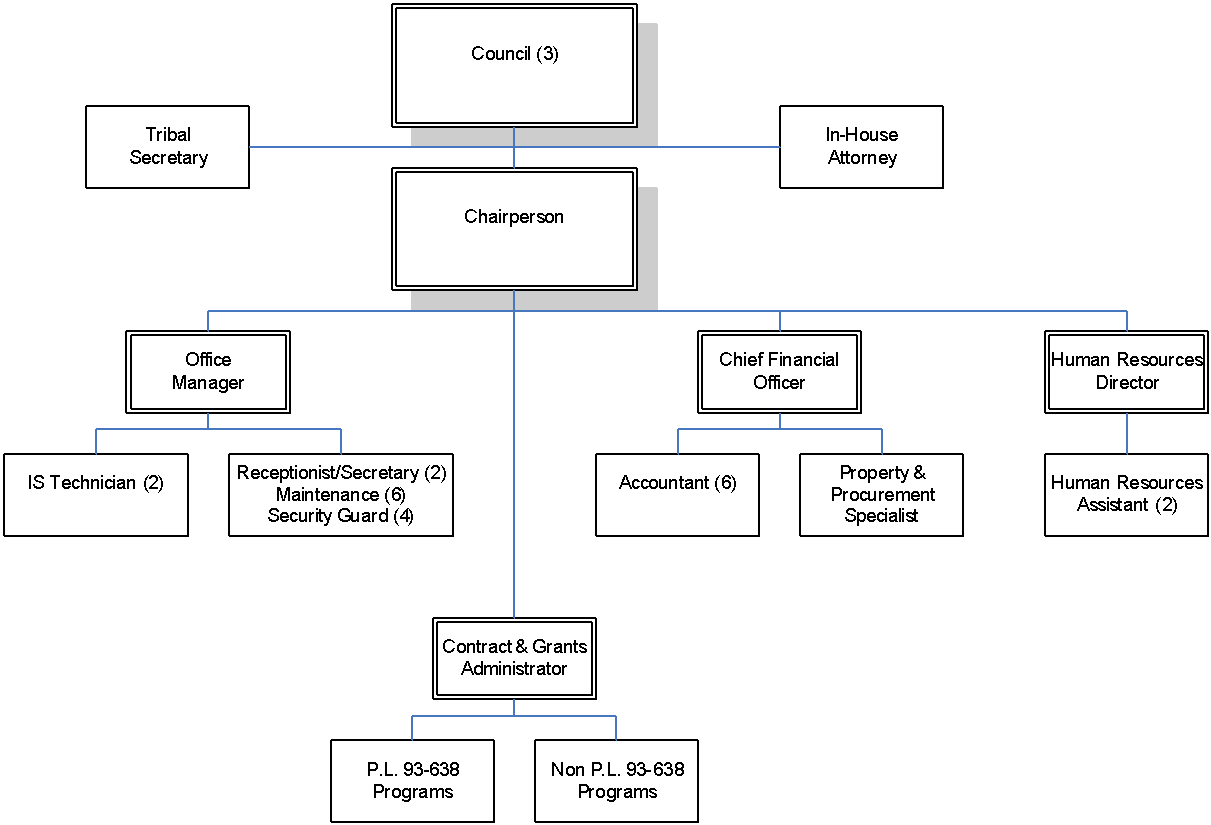 Council (3)
Tribal
Secretary
In-House
Attorney
Chairperson
Office
Manager
Chief Financial
Officer
Human Resources
Director
IS Technician (2)
Receptionist/Secretary (2)
Maintenance (6)
Security Guard (4)
Accountant (6)
Property &
Procurement
Specialist
Human Resources
Assistant (2)
Contract & Grants
Administrator
P.L. 93-638
Programs
Non P.L. 93-638
Programs